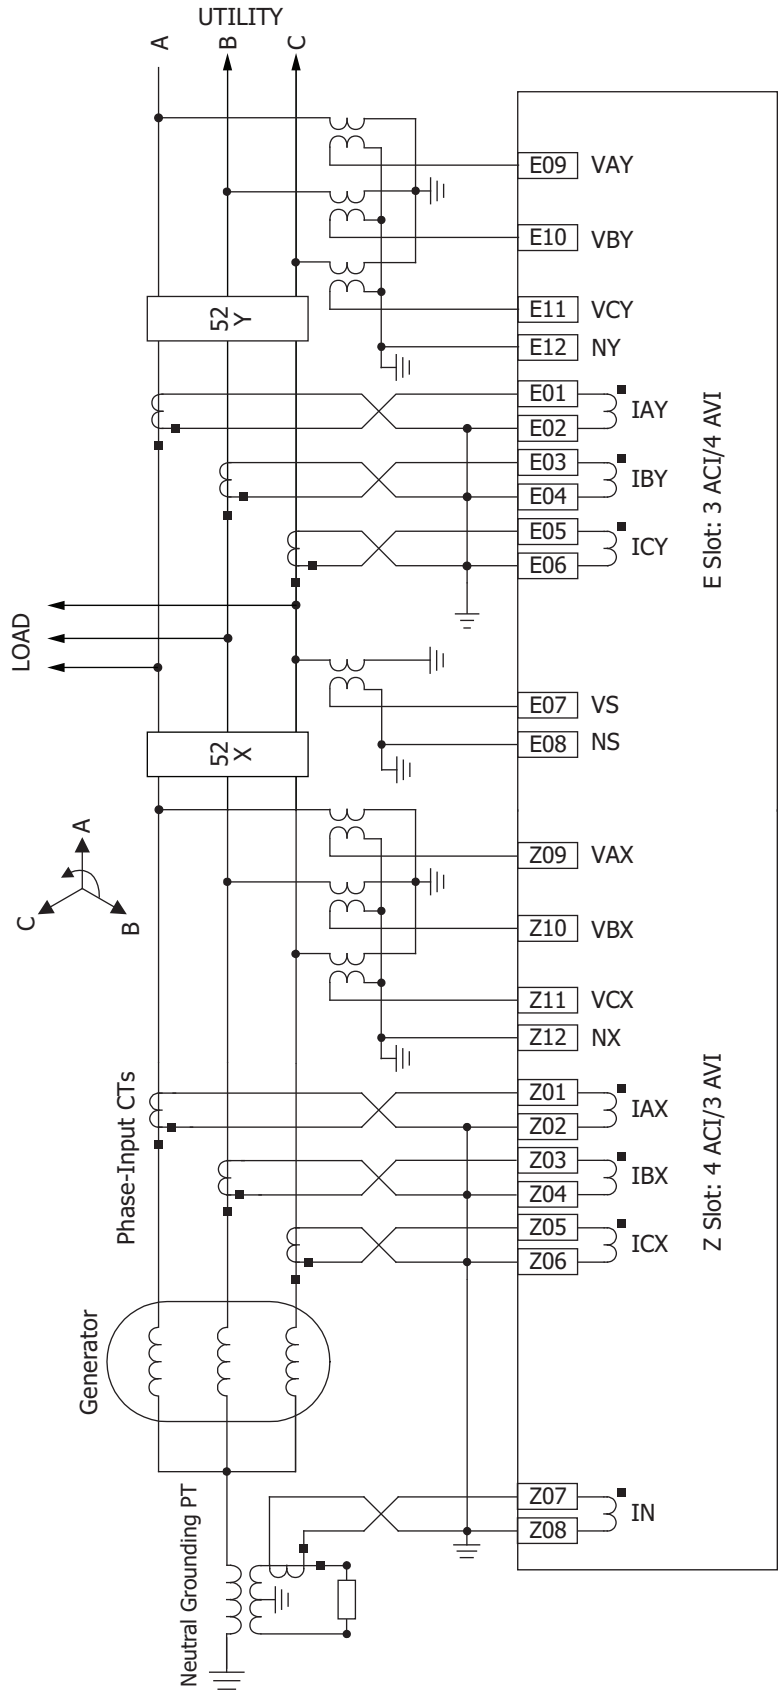 UTILITY
A
B
C
E09 VAY
E10 VBY
E11 VCY
52
Y
E12 NY
E01
IAY
E02
E03
IBY
E04
E05
ICY
E06
E Slot: 3 ACI/4 AVI
LOAD
E07 VS
52
X
E08 NS
A
C
B
Z09 VAX
Z10 VBX
Z11 VCX
Z12 NX
Phase-Input CTs
Z01
IAX
Z02
Z03
IBX
Z04
Z05
ICX
Z06
Z Slot: 4 ACI/3 AVI
Generator
Neutral Grounding PT
Z07
IN
Z08